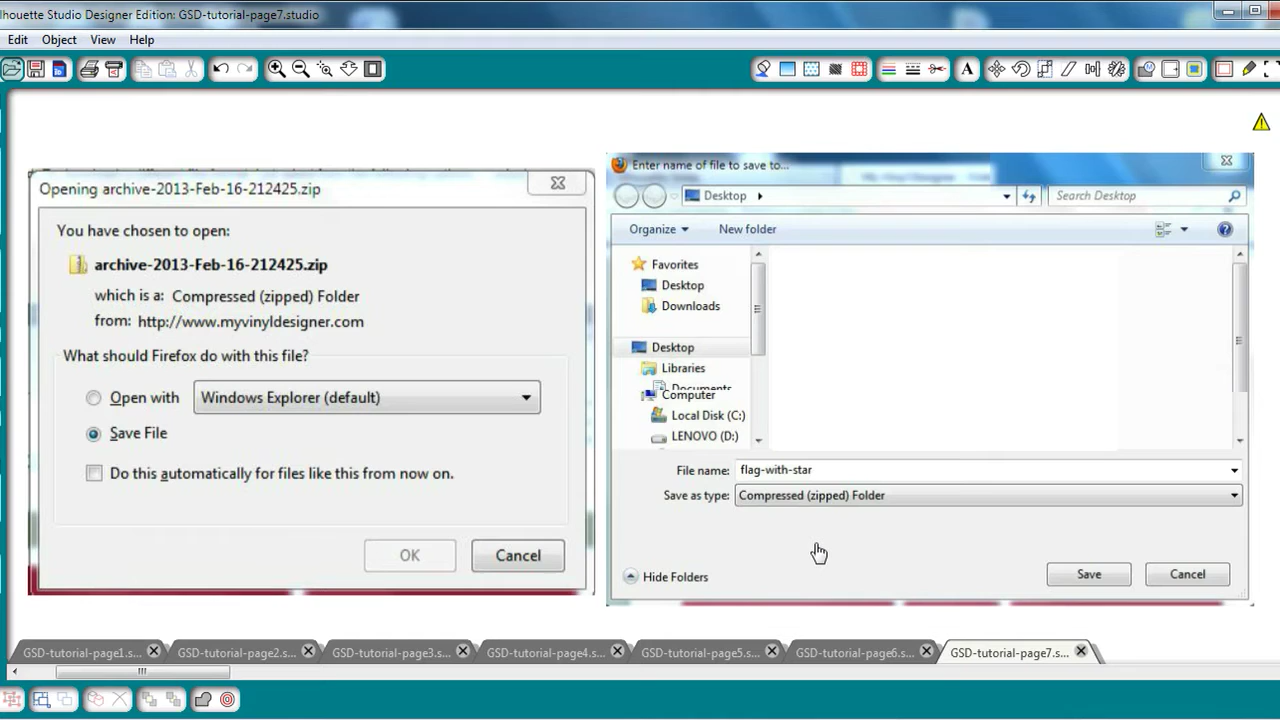 lhouette Studio Designer Edition: GSD-tutorial-page7.studio
Edit Object View Help
Opening archive-2013-Feb-16-212425.zip
You have chosen to open:
archive-2013-Feb-16-212425.zip
which is a: Compressed (zipped) Folder
from: http://www.myvinyldesigner.com
What should Firefox do with this file?
Open with Windows Explorer (default)
Save File
Do this automatically for files like this from now on.
OK Cancel
Enter name of file to save to...
Desktop Search Desktop
Organize New folder
Favorites
Desktop
Downloads
Desktop
Libraries
Documents
Computer
Local Disk (C:)
LENOVO (D:)
File name: flag-with-star
Save as type: Compressed (zipped) Folder
Hide Folders Save Cancel
GSD-tutorial-page1.s... GSD-tutorial-page2.s... GSD-tutorial-page3.s... GSD-tutorial-page4.s... GSD-tutorial-page5.s... GSD-tutorial-page6.s... GSD-tutorial-page7.s...